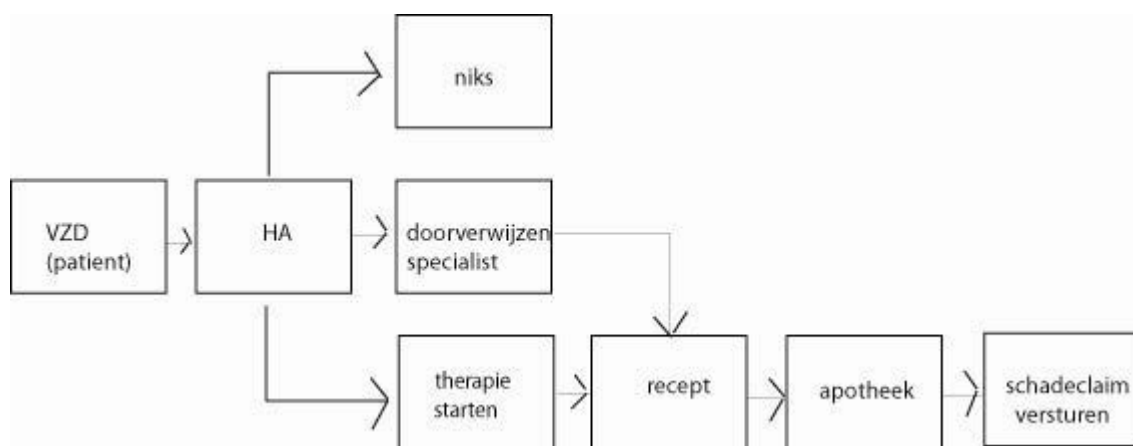 niks
VZD
(patient)
HA
doorverwijzen
specialist
therapie
starten
recept
apotheek
schadeclaim
versturen